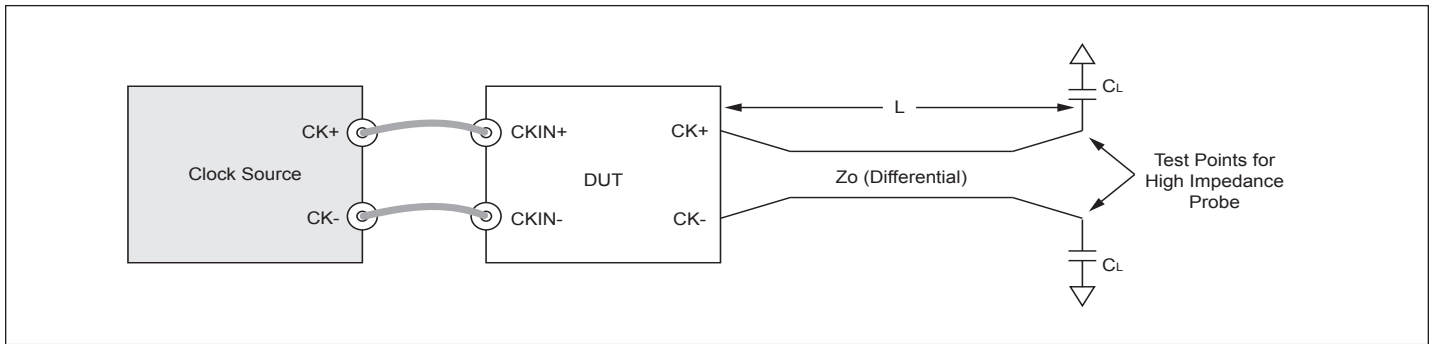 CL
L
CK+
CKIN+
CK+
Clock Source
DUT
Zo (Differential)
Test Points for
High Impedance
Probe
CK-
CKIN-
CK-
CL